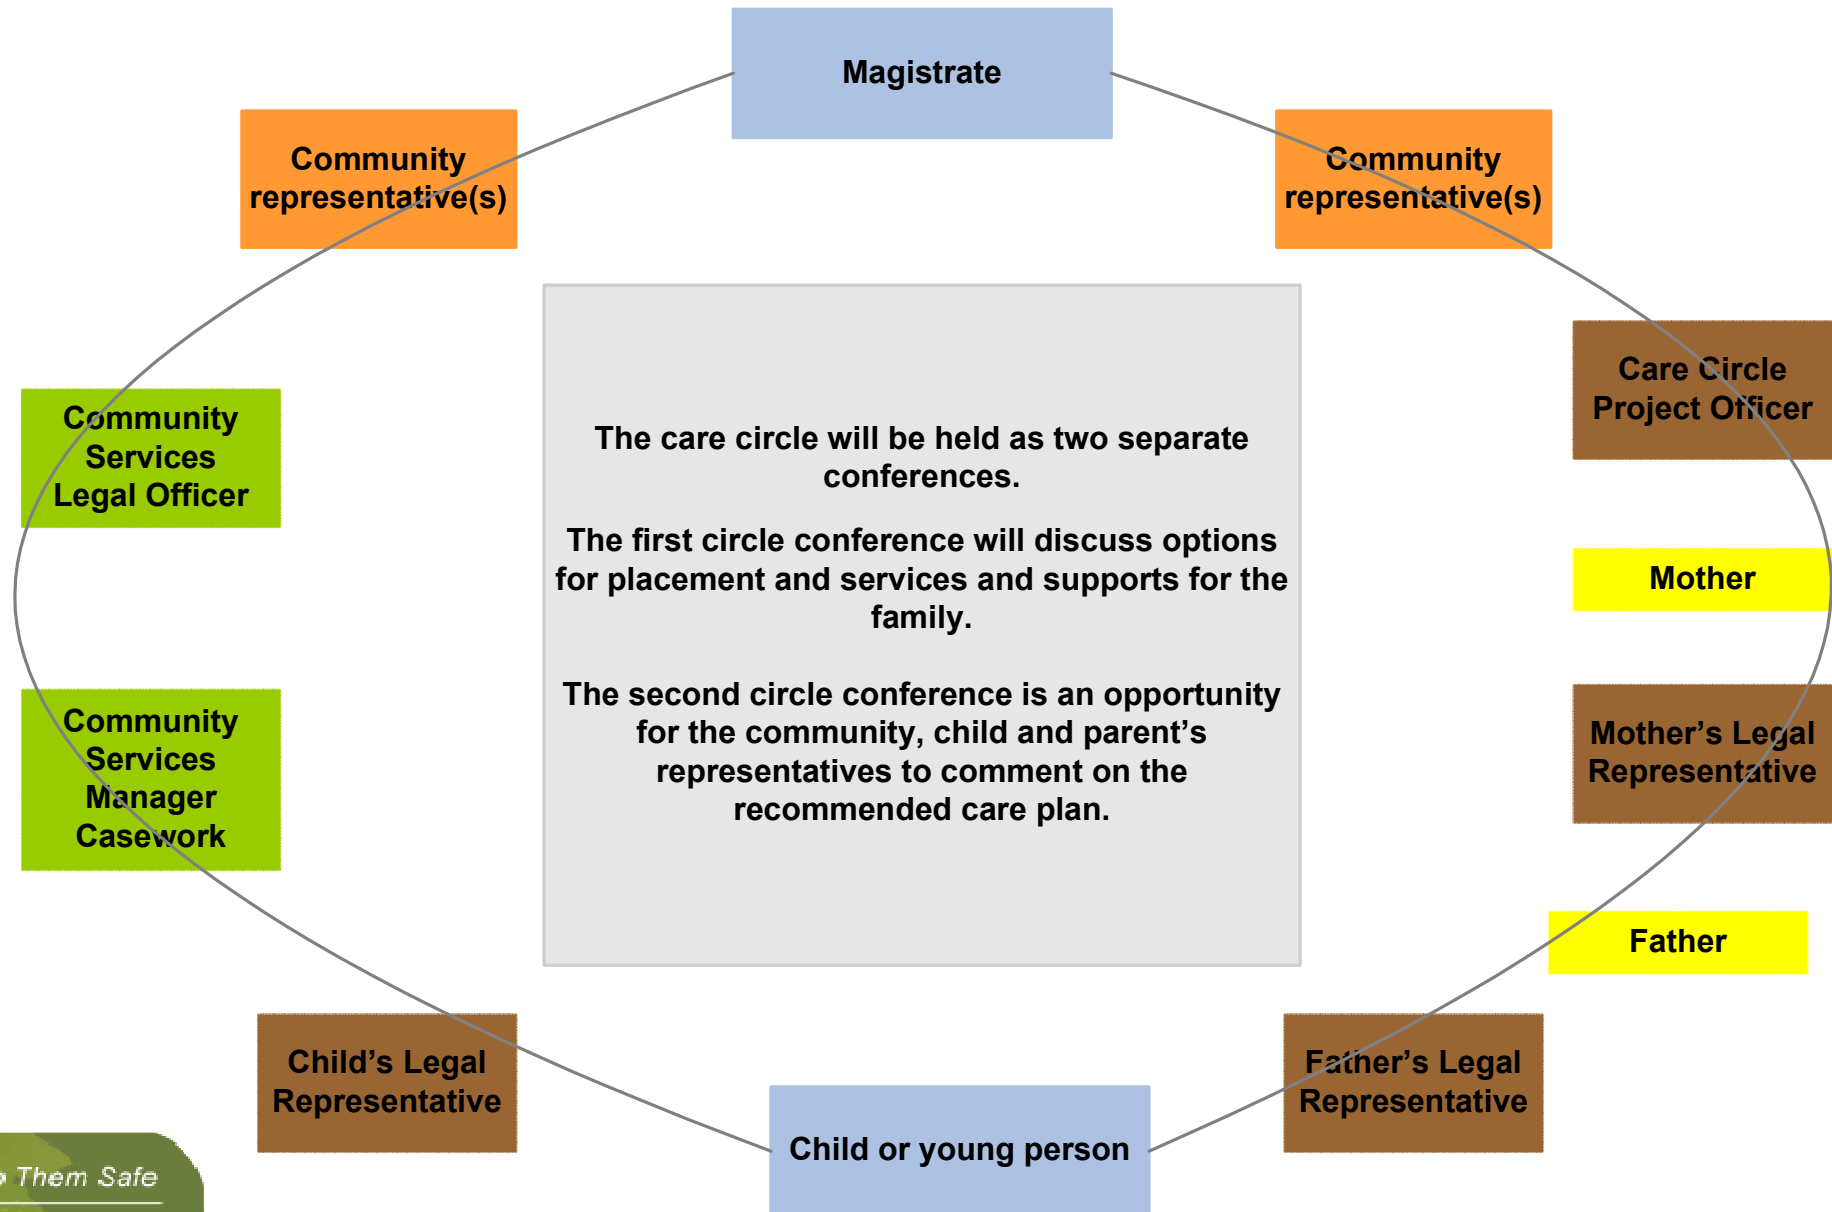 Magistrate
Community
representative(s)
Community
representative(s)
Care Circle
Project Officer
Community
Services
Legal Officer
The care circle will be held as two separate
conferences.
The first circle conference will discuss options
for placement and services and supports for the
family.
The second circle conference is an opportunity
for the community, child and parent’s
representatives to comment on the
recommended care plan.
Mother
Community
Services
Manager
Casework
Mother’s Legal
Representative
Father
Child’s Legal
Representative
Father’s Legal
Representative
Child or young person
Them Safe